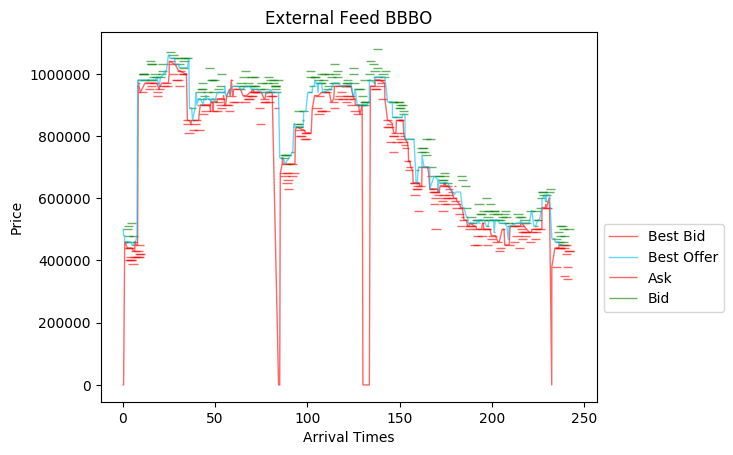 External Feed BBBO
Price
1000000
800000
600000
400000
200000
0
0
50
100
150
200
250
Arrival Times
Best Bid
Best Offer
Ask
Bid